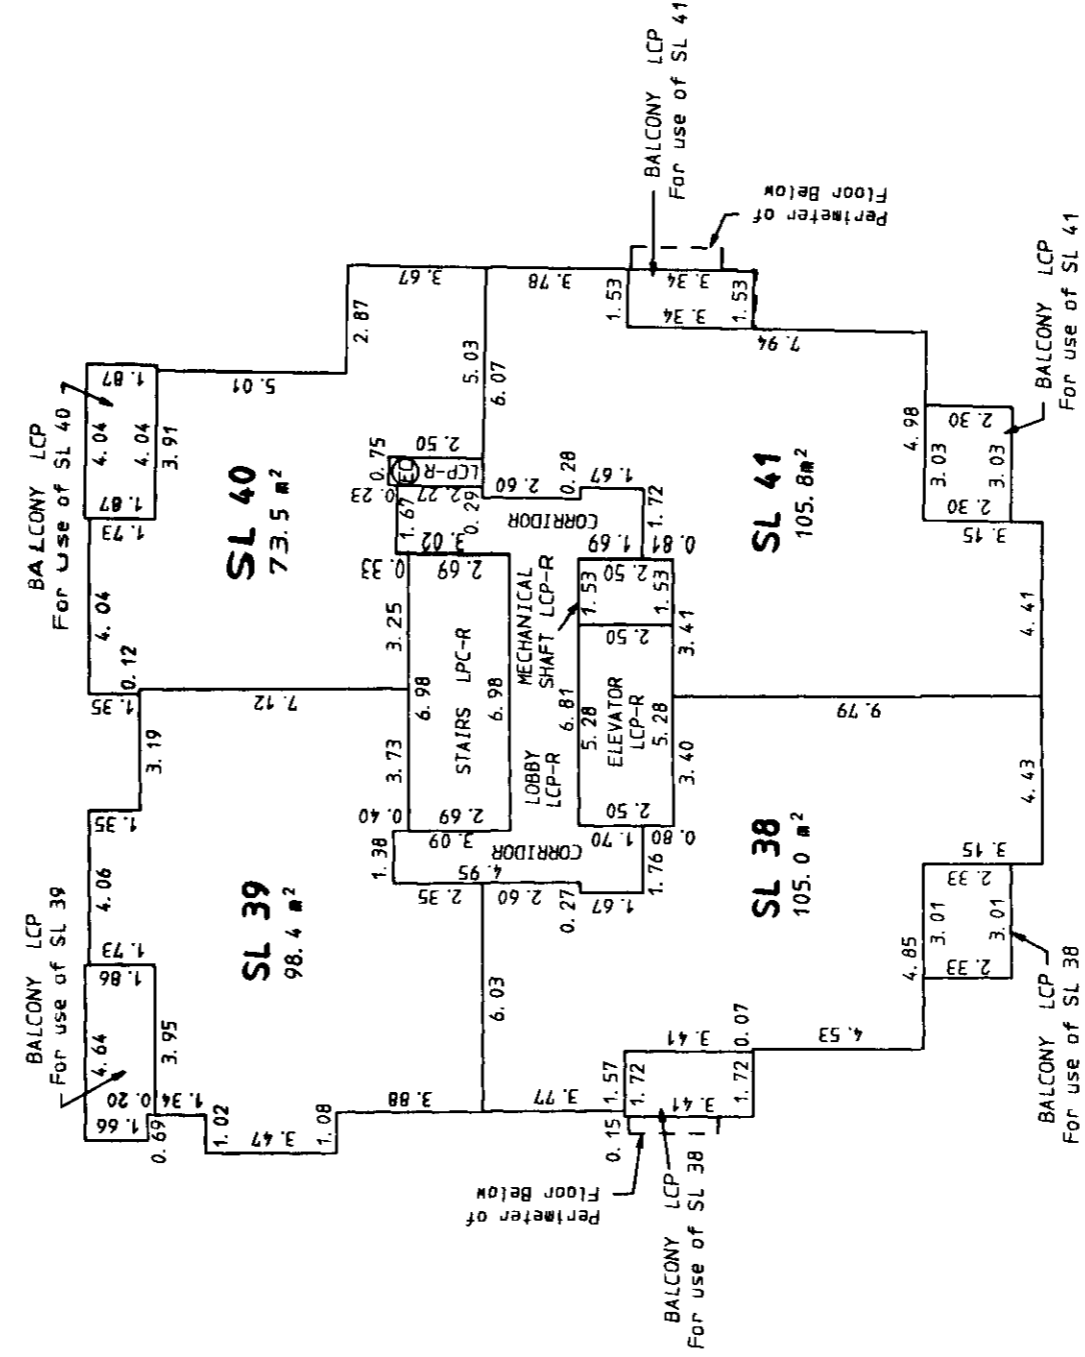 BALCONY LCP
For use of SL 41
BALCONY LCP
For use of SL 40
BALCONY LCP
For use of SL 39
Perimeter of
Floor Below
4.04
1.87
4.04
3.91
1.87
1.73
4.04
0.12
1.35
3.19
1.35
4.06
1.73
1.86
4.64
3.95
0.20
1.66
0.69
1.34
1.02
3.47
1.08
3.88
5.01
2.87
3.67
SL 40
73.5 m²
7.12
SL 39
98.4 m²
0.75
2.50
EC
LCP-R
2.27
0.23
1.67
0.29
3.02
0.33
2.69
3.25
6.98
STAIRS LPC-R
6.98
3.73
0.40
2.69
3.09
1.38
4.95
2.35
6.03
5.03
6.07
2.60
0.28
1.67
CORRIDOR
1.72
1.69
0.81
MECHANICAL
SHAFT LCP-R
2.50
1.53
1.53
2.50
3.41
LOBBY
LCP-R
6.81
5.28
ELEVATOR
LCP-R
5.28
3.40
2.50
CORRIDOR
1.70
0.80
2.60
0.27
1.67
1.76
3.78
1.53
3.34
3.34
1.53
7.94
SL 41
105.8m²
4.98
2.30
3.03
3.03
2.30
3.15
4.41
9.79
4.43
SL 38
105.0 m²
3.15
2.33
3.01
3.01
2.33
4.85
4.53
0.07
3.41
1.57
1.72
3.41
1.72
0.15
3.77
Perimeter of
Floor Below
BALCONY LCP
For use of SL 41
BALCONY LCP
For use of SL 38
BALCONY LCP
For use of SL 38